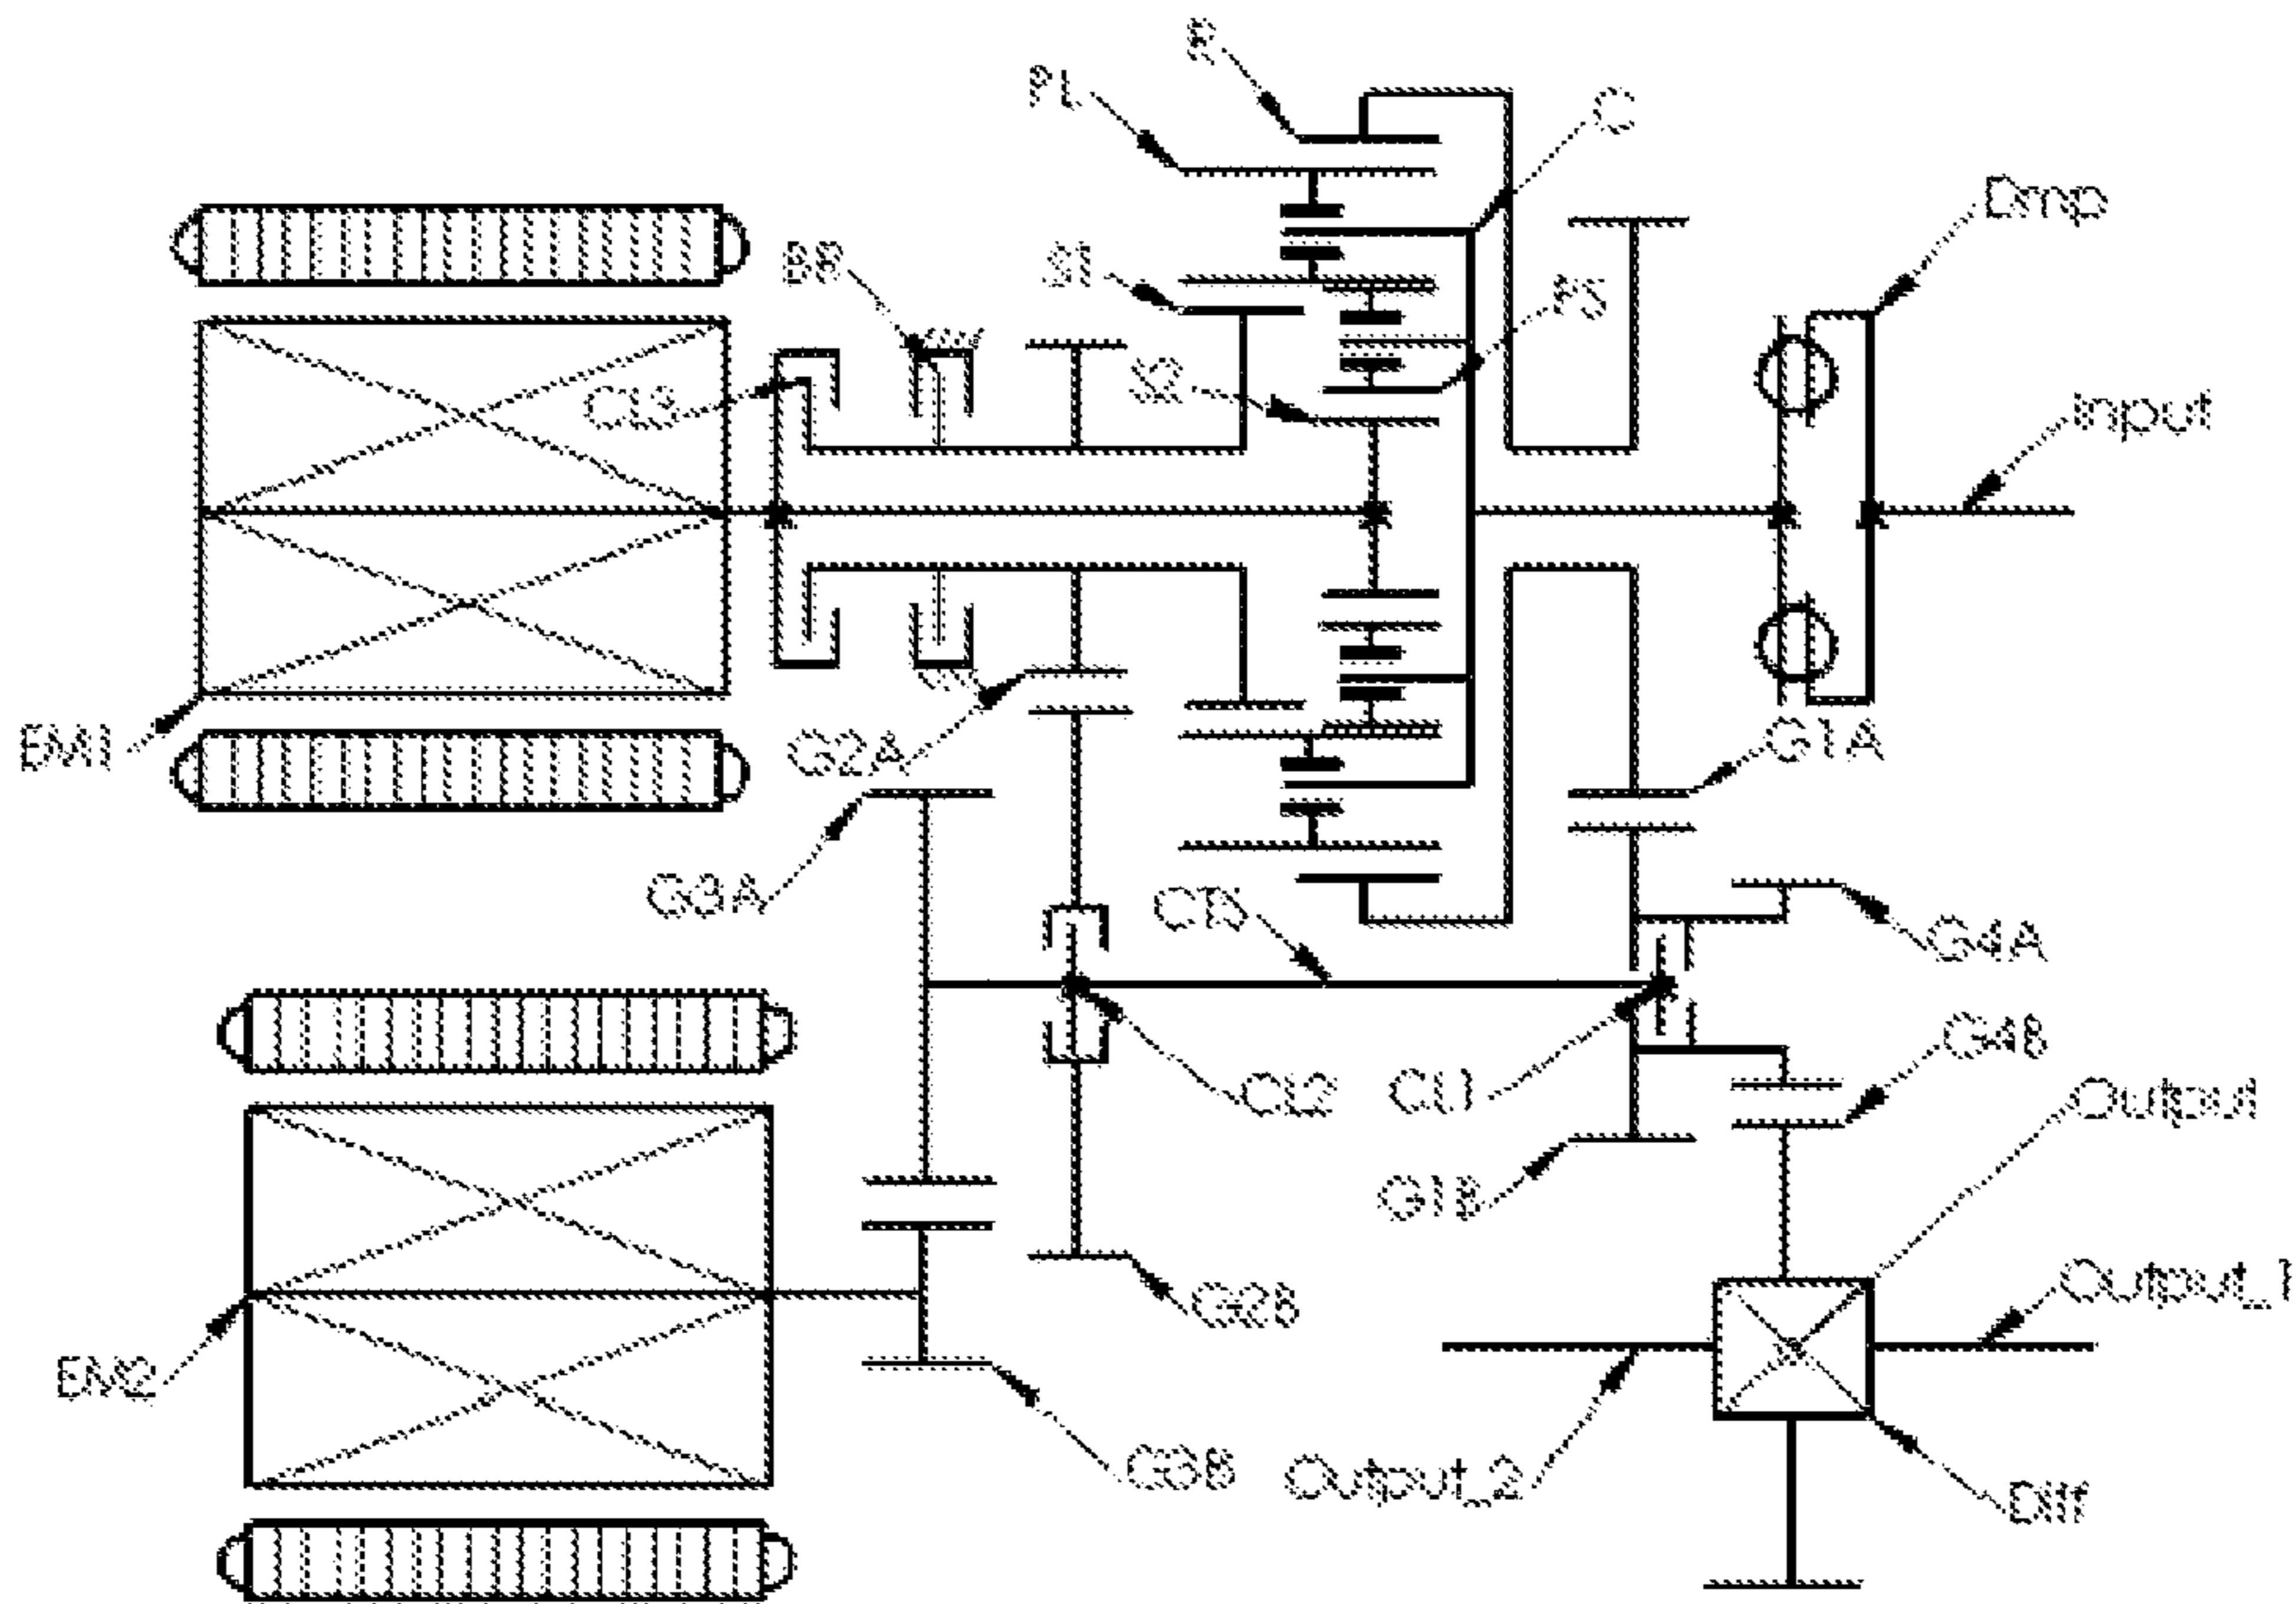 R
PL
C
Dmp
BR
S1
PS
S2
CL3
Input
EM1
G2A
G1A
G3A
CTS
G4A
G4B
CL2
CL1
Output
G1B
G2B
Output_1
EM2
G3B
Output_2
Diff